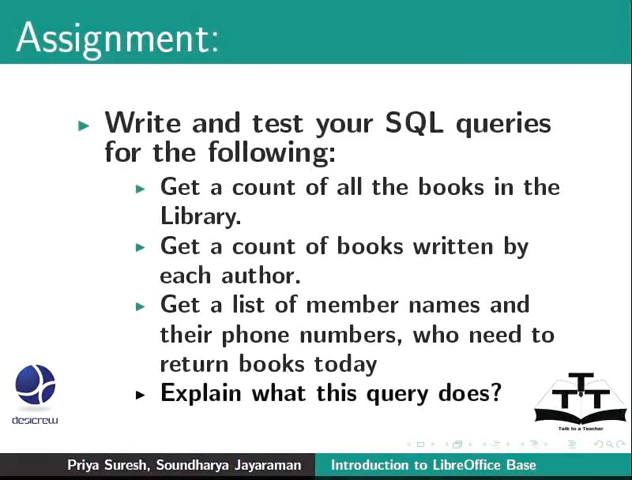 Assignment:
Write and test your SQL queries
for the following:
Get a count of all the books in the
Library.
Get a count of books written by
each author.
Get a list of member names and
their phone numbers, who need to
return books today
Explain what this query does?
desicrew
TTT
Talk to a Teacher
Priya Suresh, Soundharya Jayaraman
Introduction to LibreOffice Base